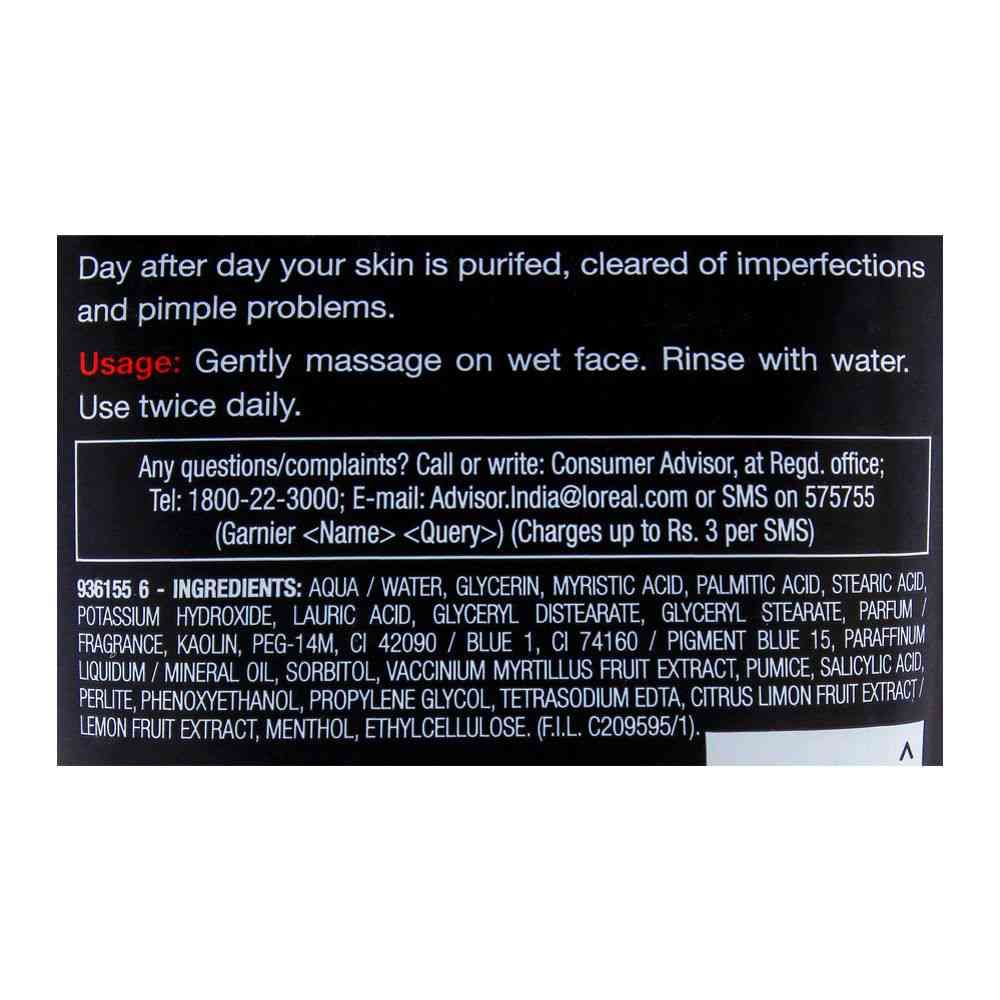 Day after day your skin is purifed, cleared of imperfections
and pimple problems.
Usage: Gently massage on wet face. Rinse with water.
Use twice daily.
Any questions/complaints? Call or write: Consumer Advisor, at Regd. office;
Tel: 1800-22-3000; E-mail: Advisor.India@loreal.com or SMS on 575755
(Garnier <Name> <Query>) (Charges up to Rs. 3 per SMS)
936155 6 - INGREDIENTS: AQUA / WATER, GLYCERIN, MYRISTIC ACID, PALMITIC ACID, STEARIC ACID,
POTASSIUM HYDROXIDE, LAURIC ACID, GLYCERYL DISTEARATE, GLYCERYL STEARATE, PARFUM /
FRAGRANCE, KAOLIN, PEG-14M, CI 42090 / BLUE 1, CI 74160 / PIGMENT BLUE 15, PARAFFINUM
LIQUIDUM / MINERAL OIL, SORBITOL, VACCINIUM MYRTILLUS FRUIT EXTRACT, PUMICE, SALICYLIC ACID,
PERLITE, PHENOXYETHANOL, PROPYLENE GLYCOL, TETRASODIUM EDTA, CITRUS LIMON FRUIT EXTRACT /
LEMON FRUIT EXTRACT, MENTHOL, ETHYLCELLULOSE. (F.I.L. C209595/1).